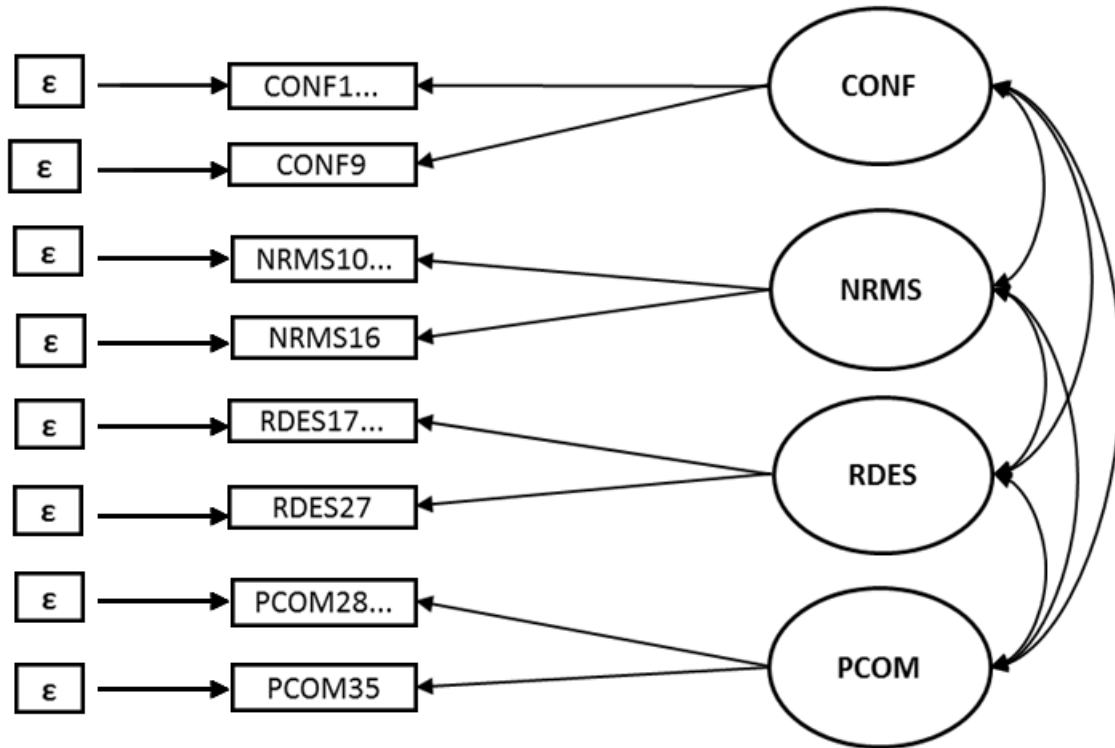 ε CONF1... CONF
ε CONF9
ε NRMS10... NRMS
ε NRMS16
ε RDES17... RDES
ε RDES27
ε PCOM28... PCOM
ε PCOM35